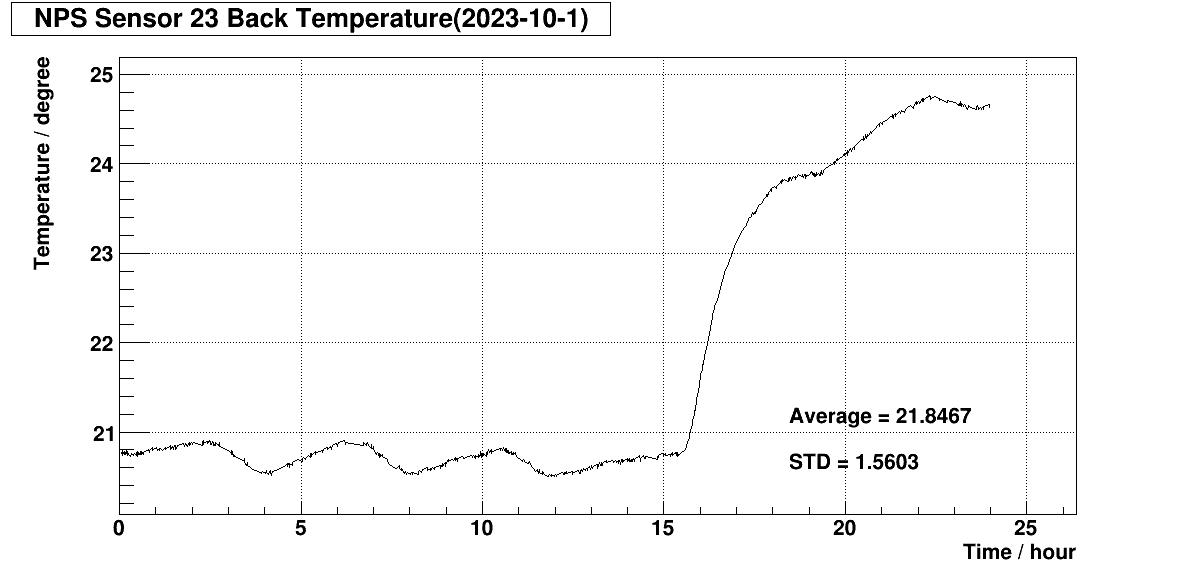 NPS Sensor 23 Back Temperature(2023-10-1)
Temperature / degree
25
24
23
22
21
Average = 21.8467
STD = 1.5603
0 5 10 15 20 25
Time / hour